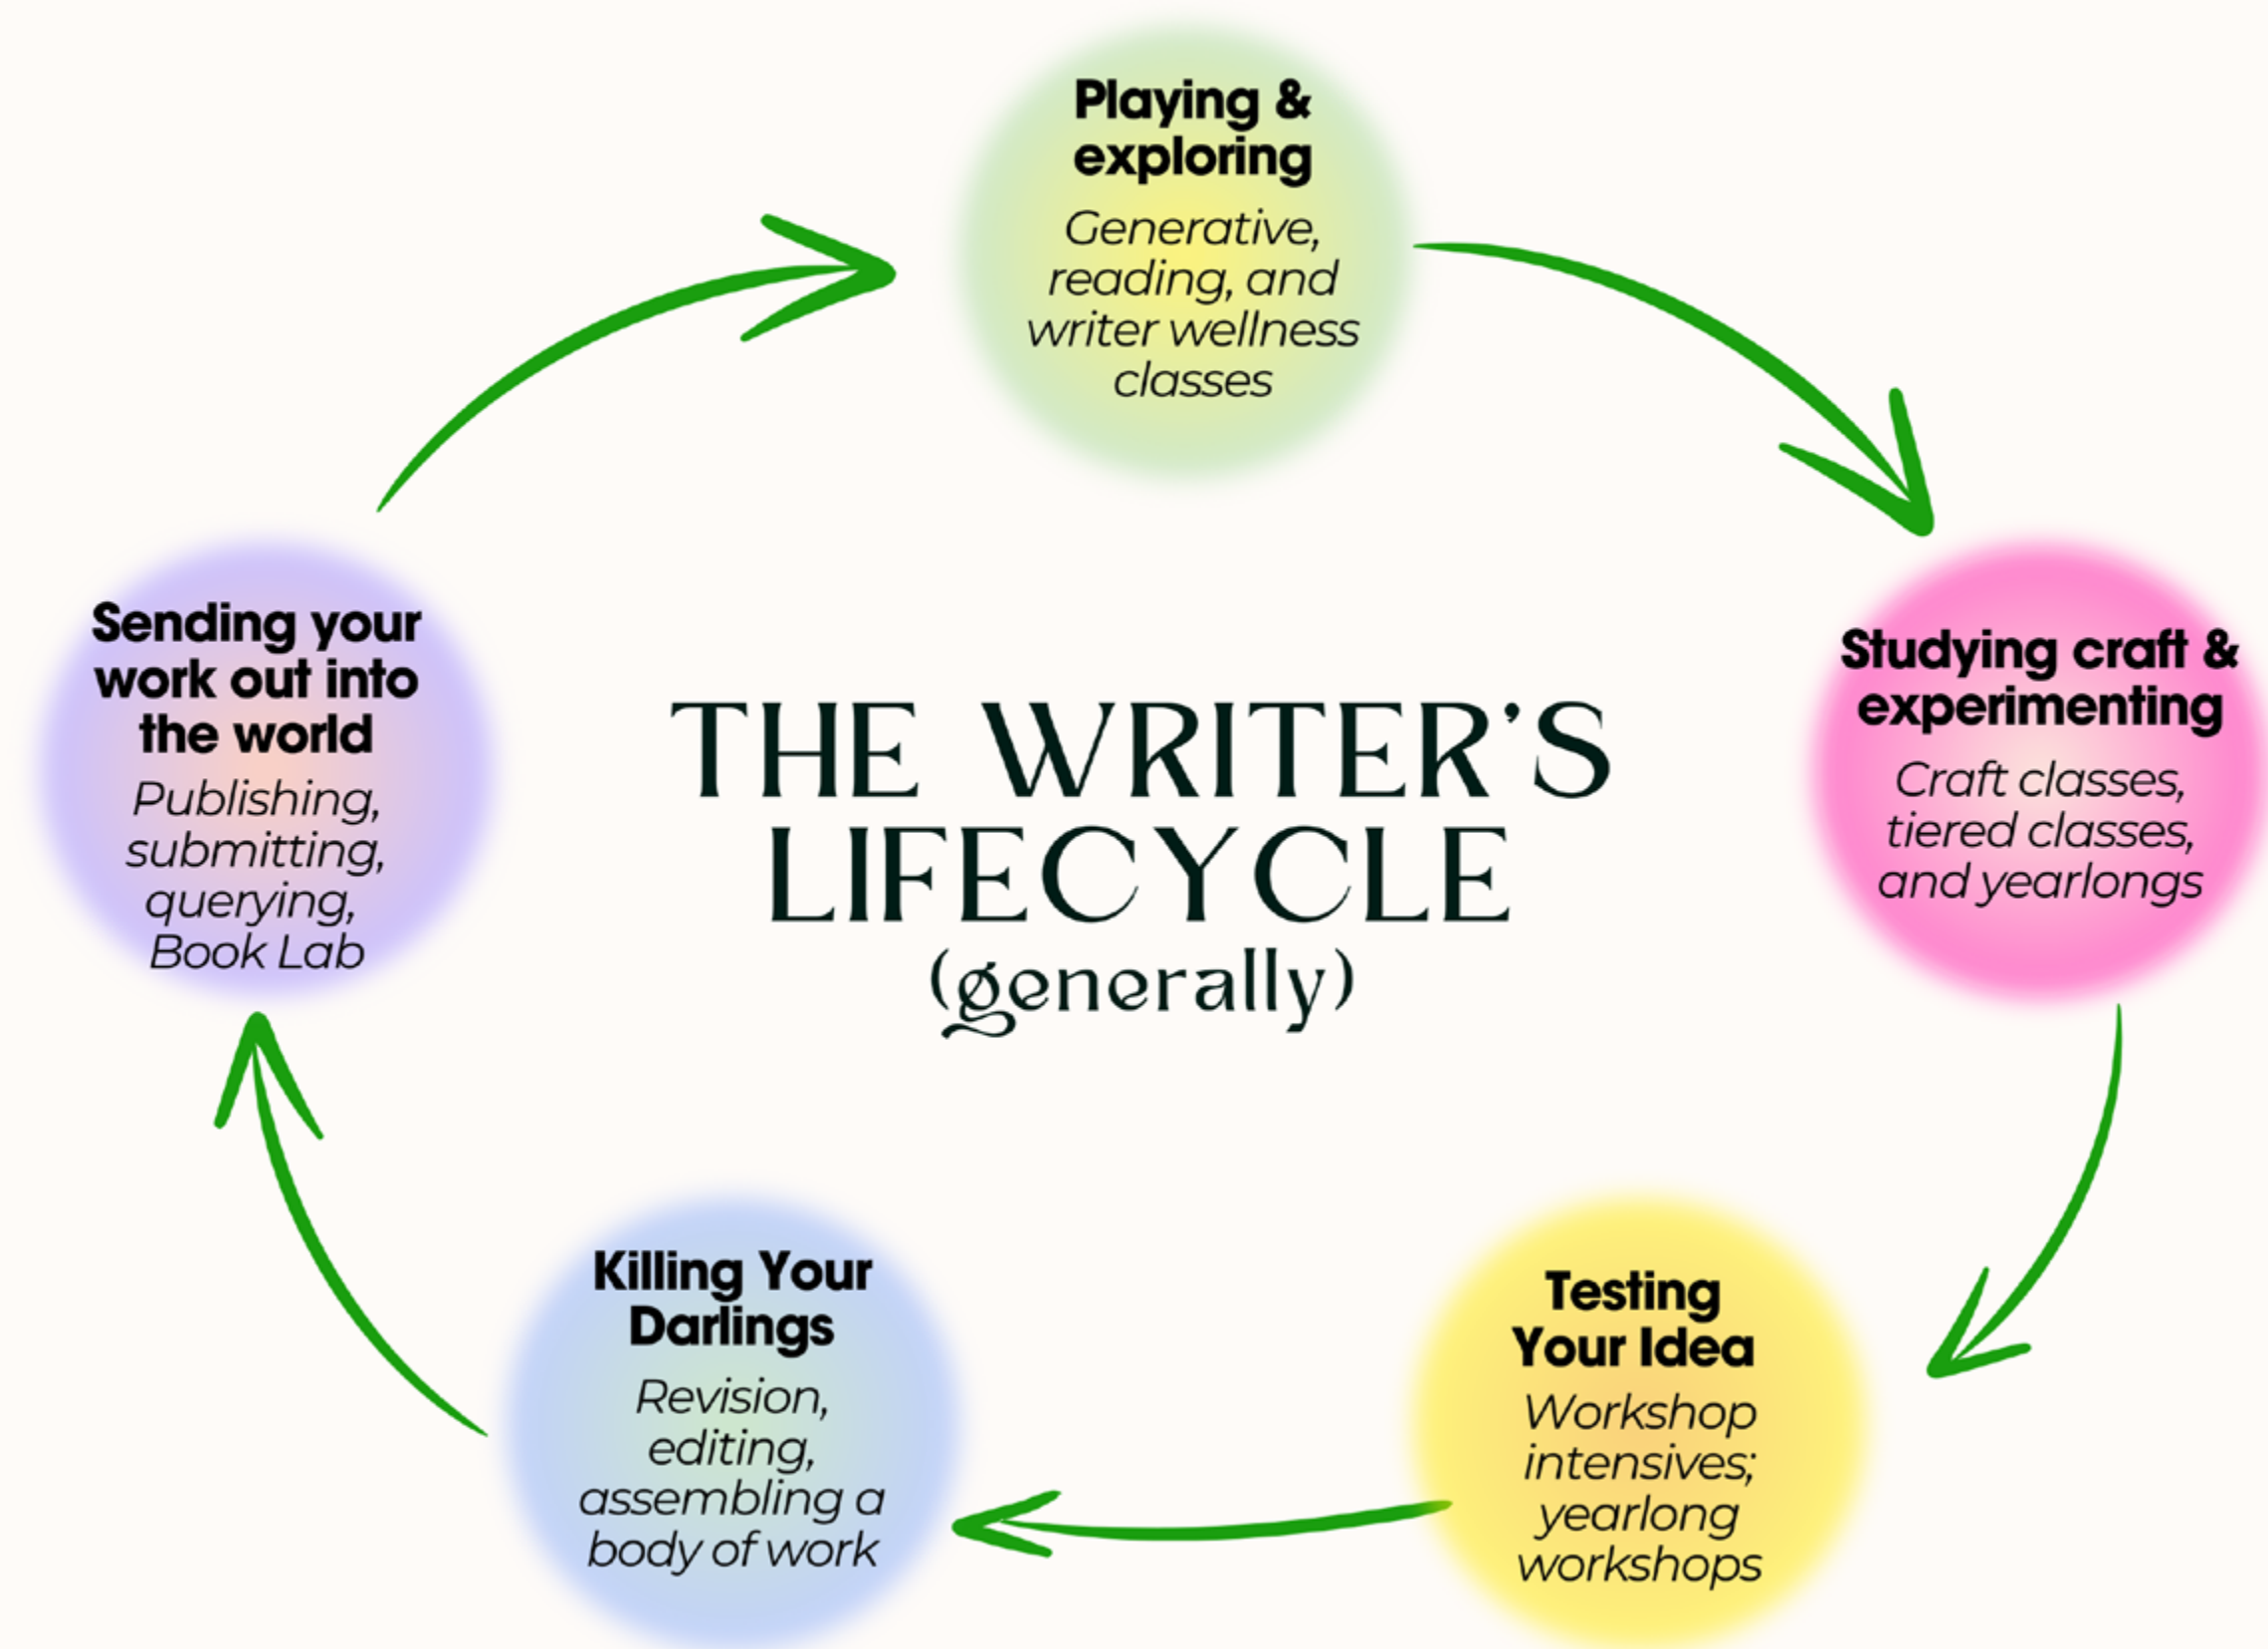 Playing &
exploring
Generative,
reading, and
writer wellness
classes
Studying craft &
experimenting
Craft classes,
tiered classes,
and yearlongs
Testing
Your Idea
Workshop
intensives;
yearlong
workshops
Killing Your
Darlings
Revision,
editing,
assembling a
body of work
Sending your
work out into
the world
Publishing,
submitting,
querying,
Book Lab
THE WRITER’S
LIFECYCLE
(generally)